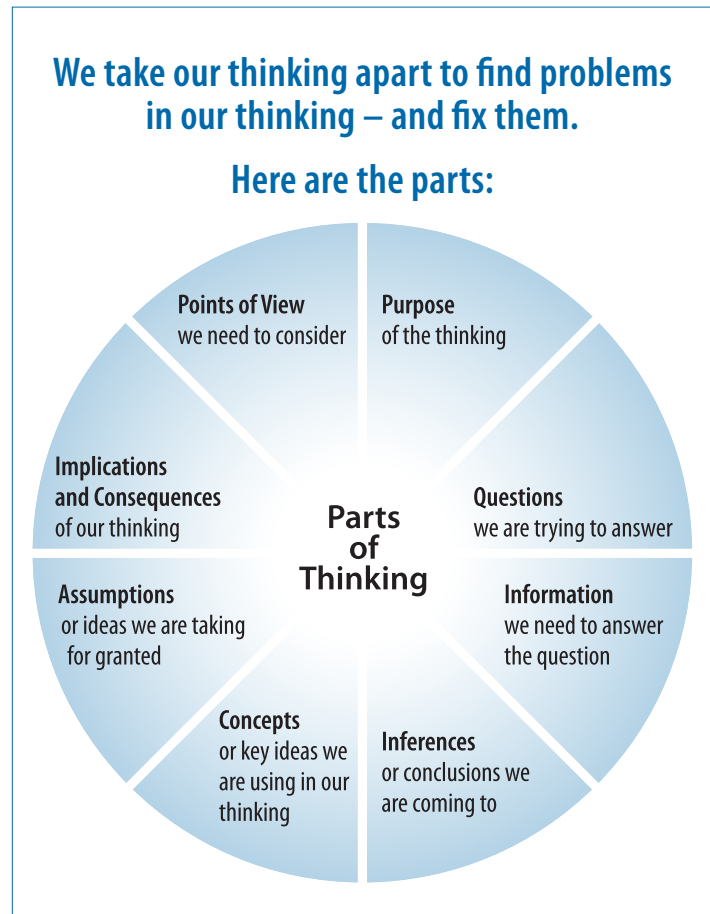 We take our thinking apart to find problems
in our thinking – and fix them.
Here are the parts:
Points of View
we need to consider
Purpose
of the thinking
Implications
and Consequences
of our thinking
Questions
we are trying to answer
Parts
of
Thinking
Assumptions
or ideas we are taking
for granted
Information
we need to answer
the question
Concepts
or key ideas we
are using in our
thinking
Inferences
or conclusions we
are coming to